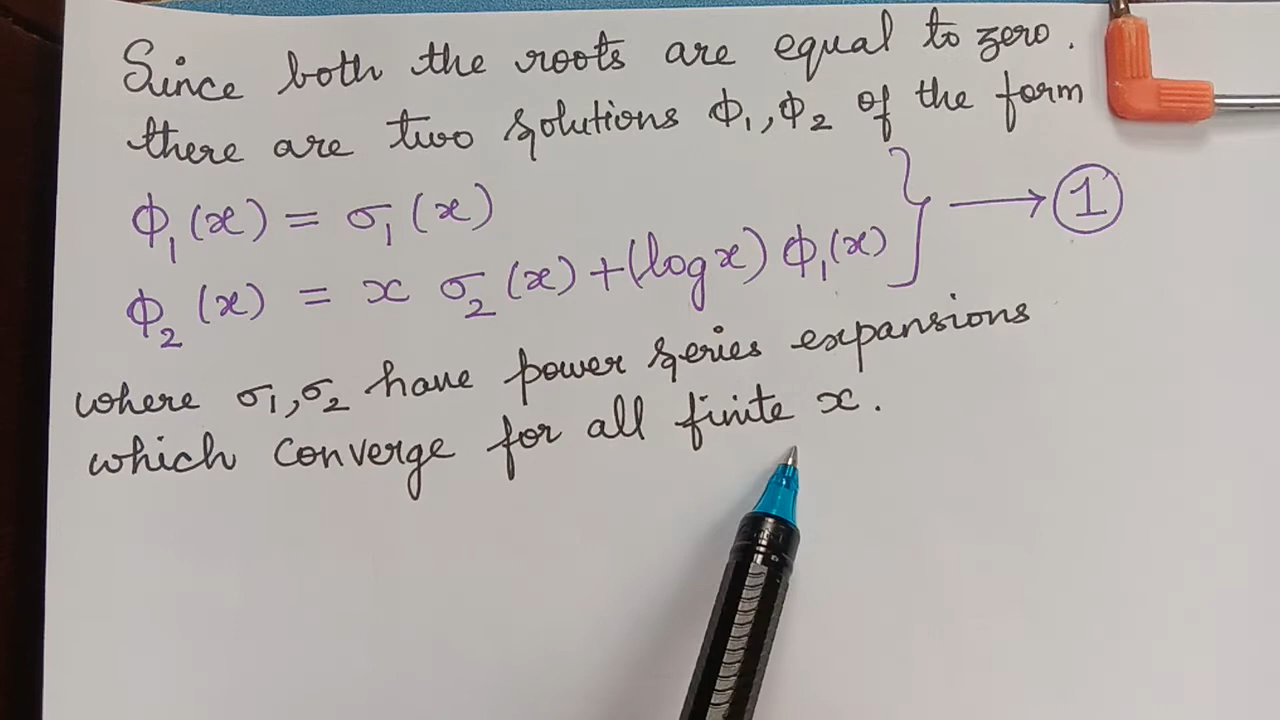 Since both the roots are equal to zero.
there are two solutions ϕ₁, ϕ₂ of the form
ϕ₁(x) = σ₁(x)
ϕ₂(x) = x σ₂(x) + (log x) ϕ₁(x) } → ①
where σ₁, σ₂ have power series expansions
which converge for all finite x.